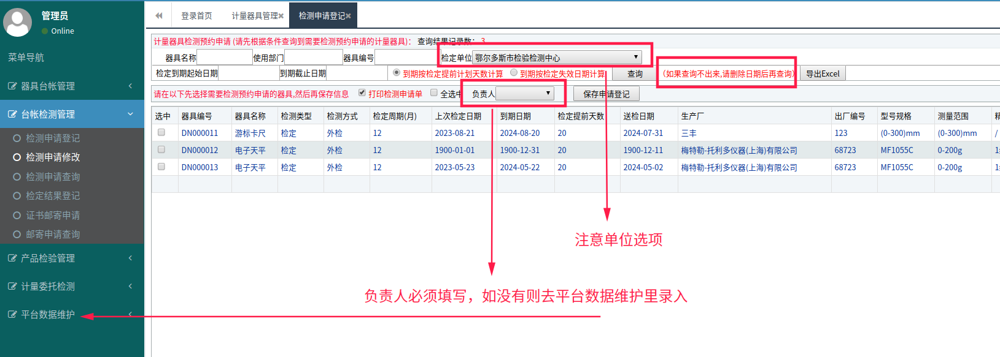 管理员
Online
菜单导航
器具台帐管理
台帐检测管理
检测申请登记
检测申请修改
检测申请查询
检定结果登记
证书邮寄申请
邮寄申请查询
产品检验管理
计量委托检测
平台数据维护
登录首页 计量器具管理 检测申请登记
计量器具检测预约申请 (请先根据条件查询到需要检测预约申请的计量器具)： 查询结果记录数： 3
器具名称 使用部门 器具编号 检定单位 鄂尔多斯市检验检测中心
检定到期起始日期 到期截止日期 到期按检定提前计划天数计算 到期按检定失效日期计算 查询 (如果查询不出来,请删除日期后再查询) 导出Excel
请在以下先选择需要检测预约申请的器具,然后再保存信息 打印检测申请单 全选中 负责人 保存申请登记
选中 器具编号 器具名称 检测类型 检测方式 检定周期(月) 上次检定日期 到期日期 检定提前天数 送检日期 生产厂 出厂编号 型号规格 测量范围
DN000011 游标卡尺 检定 外检 12 2023-08-21 2024-08-20 20 2024-07-31 三丰 123 (0-300)mm (0-300)mm /
DN000012 电子天平 检定 外检 12 1900-01-01 1900-12-31 20 1900-12-11 梅特勒-托利多仪器(上海)有限公司 68723 MF1055C 0-200g
DN000013 电子天平 检定 外检 12 2023-05-23 2024-05-22 20 2024-05-02 梅特勒-托利多仪器(上海)有限公司 68723 MF1055C 0-200g
注意单位选项
负责人必须填写，如没有则去平台数据维护里录入